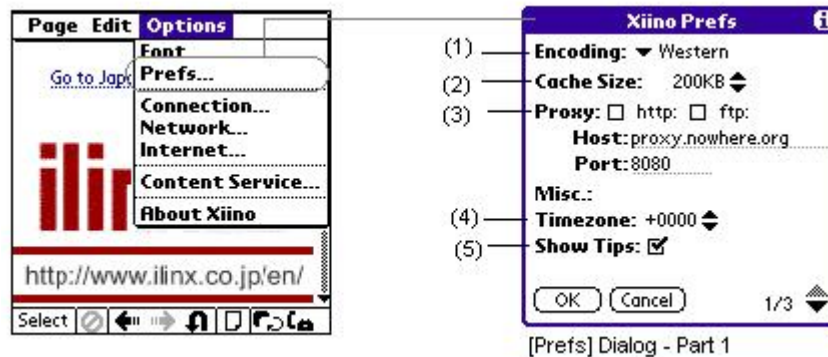 Page Edit Options
Font
Prefs...
Go to Jap
Connection...
Network...
Internet...
Content Service...
About Xiino
ilin
http://www.ilinx.co.jp/en/
Select
Xiino Prefs
(1) Encoding: Western
(2) Cache Size: 200KB
(3) Proxy: http: ftp:
Host: proxy.nowhere.org
Port: 8080
Misc.:
(4) Timezone: +0000
(5) Show Tips:
OK Cancel 1/3
[Prefs] Dialog - Part 1